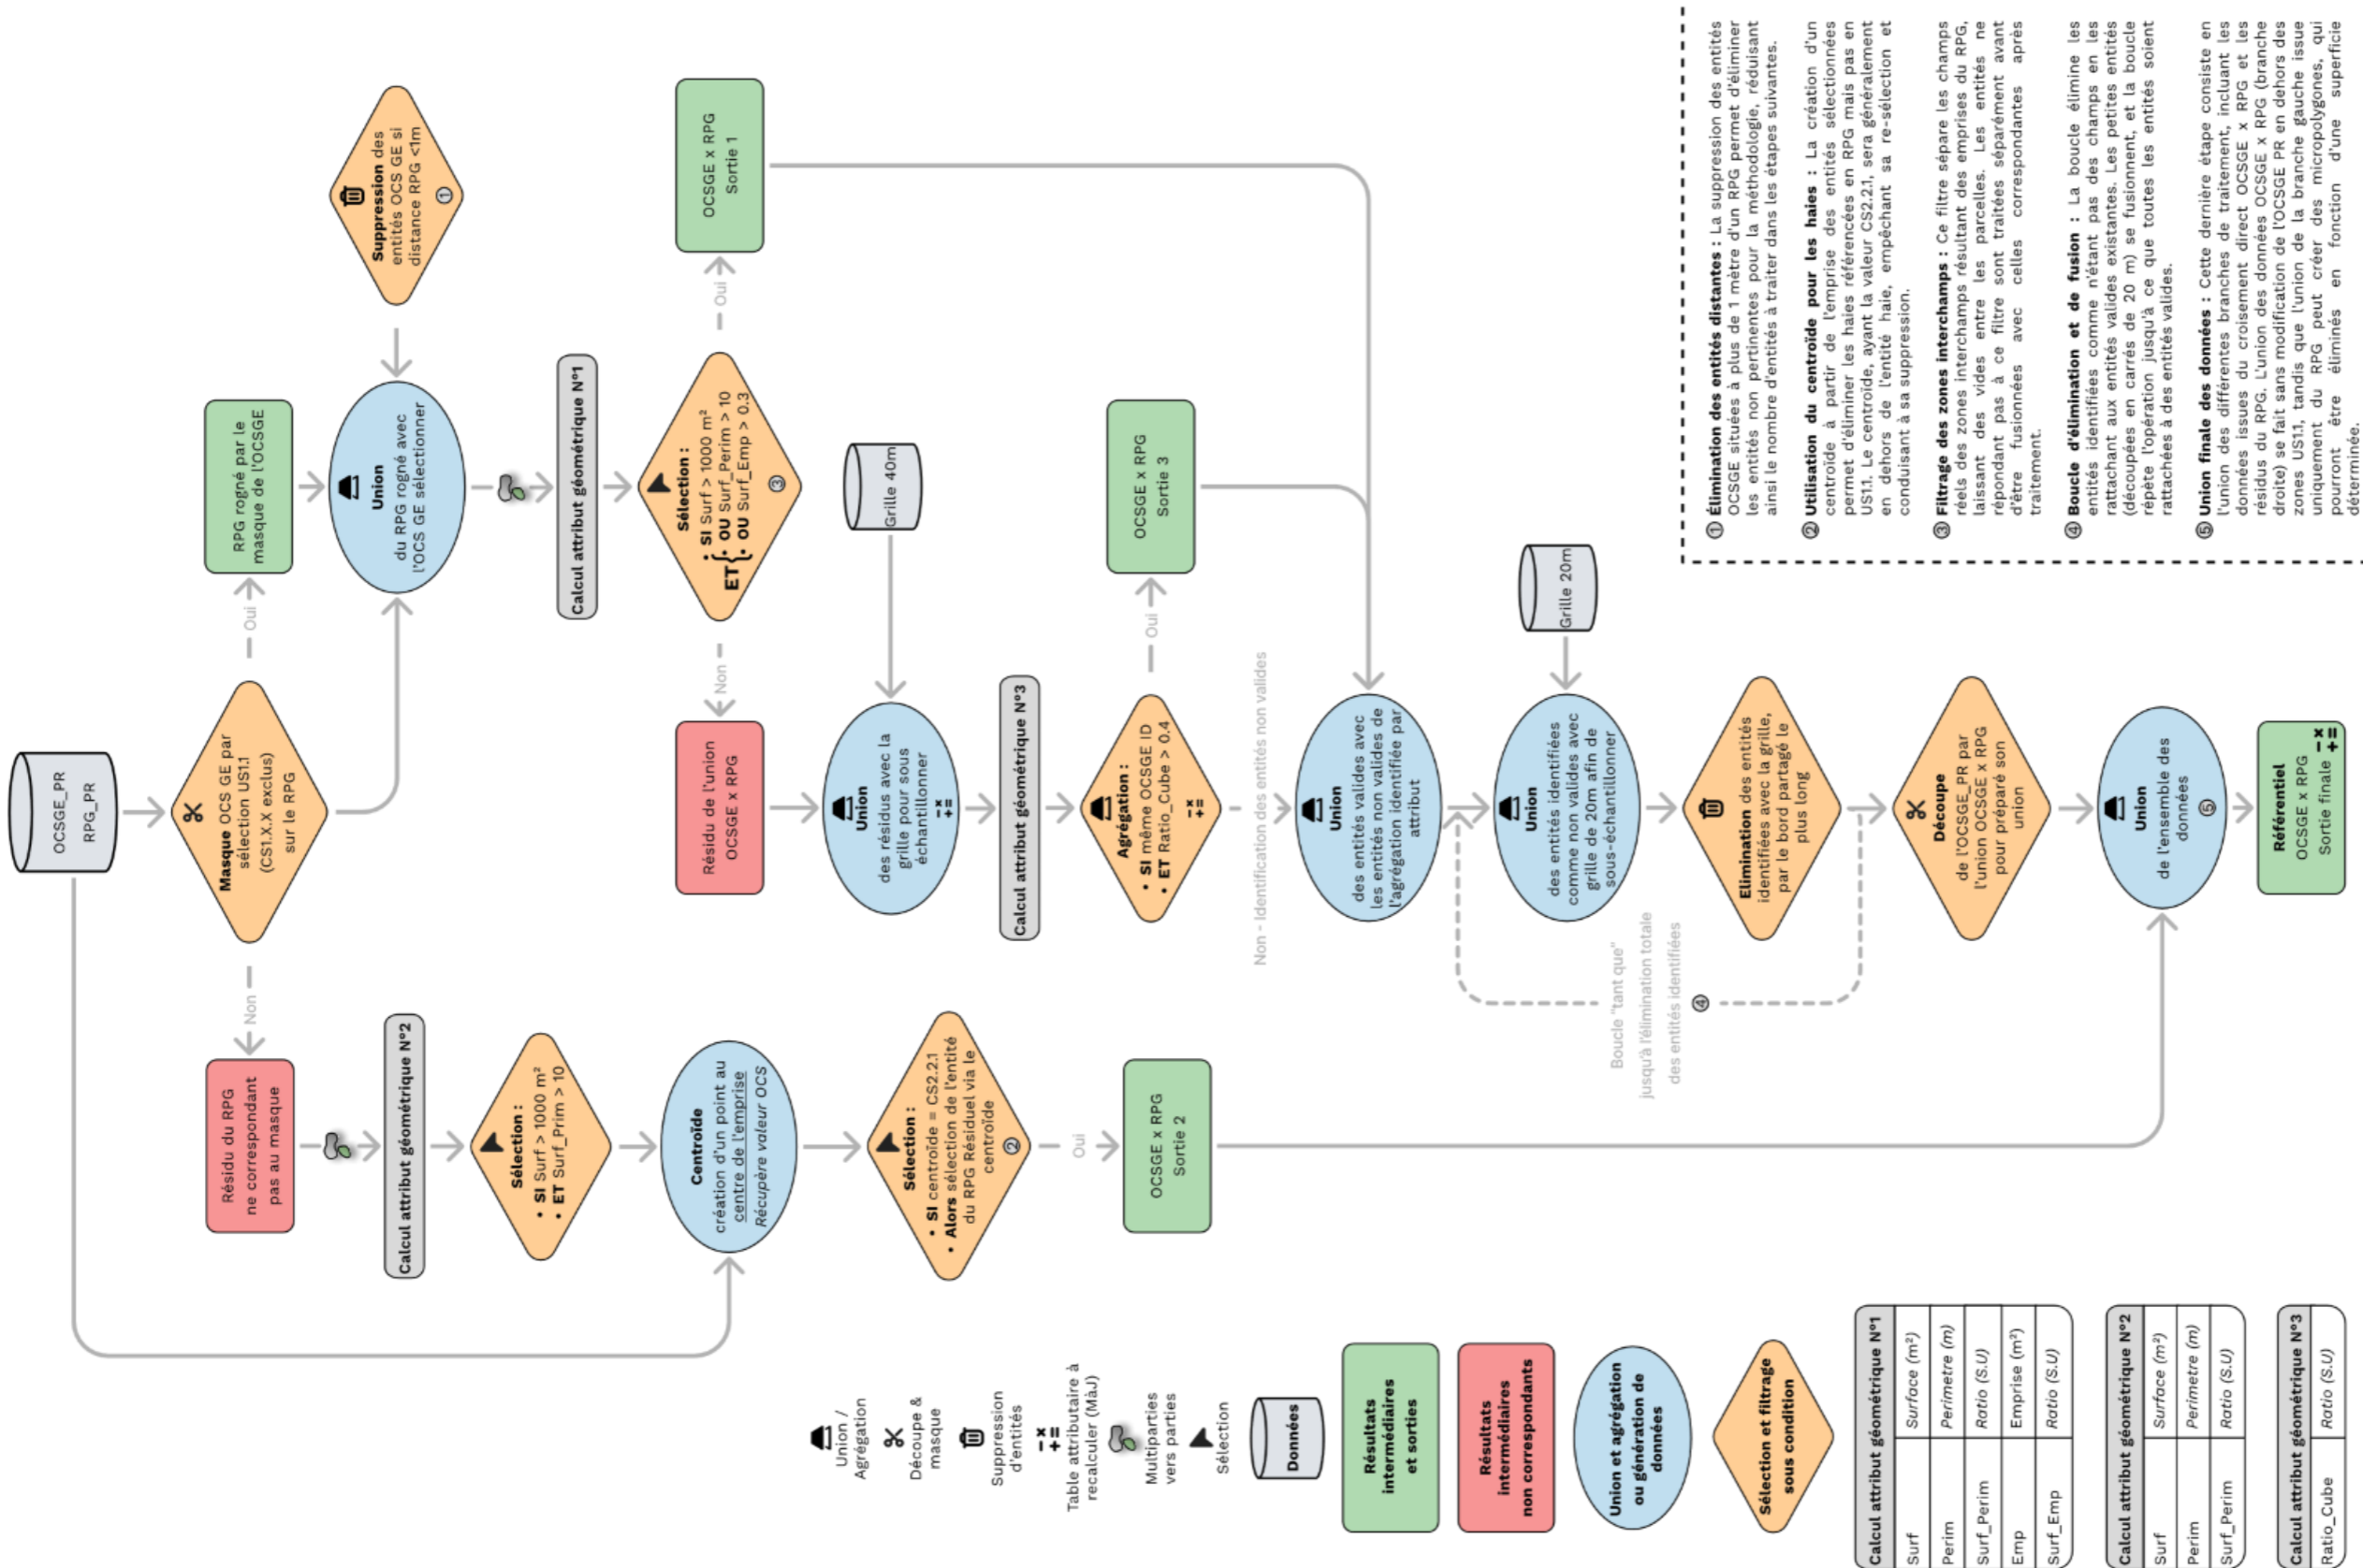 OCSGE_PR
RPG_PR
Masque OCS GE par
sélection US1.1
(CS1.X.X exclus)
sur le RPG
Non
Oui
Résidu du RPG
ne correspondant
pas au masque
RPG rogné par le
masque de l'OCSGE
Suppression des
entités OCS GE si
distance RPG <1m
①
Union
du RPG rogné avec
l'OCS GE sélectionner
Calcul attribut géométrique N°2
Calcul attribut géométrique N°1
Sélection :
• SI Surf > 1000 m²
• ET Surf_Prim > 10
Sélection :
• SI Surf > 1000 m²
ET { • OU Surf_Perim > 10
• OU Surf_Emp > 0.3
③
Non
Oui
OCSGE x RPG
Sortie 1
Centroïde
création d'un point au
centre de l'emprise
Récupère valeur OCS
Résidu de l'union
OCSGE x RPG
Grille 40m
Union
des résidus avec la
grille pour sous
échantillonner
Sélection :
• SI centroïde = CS2.2.1
• Alors sélection de l'entité
du RPG Résiduel via le
centroïde
②
Oui
OCSGE x RPG
Sortie 2
Calcul attribut géométrique N°3
Agrégation :
• SI même OCSGE ID
• ET Ratio_Cube > 0.4
Oui
OCSGE x RPG
Sortie 3
Non - Identification des entités non valides
Union
des entités valides avec
les entités non valides de
l'agrégation identifiée par
attribut
Grille 20m
Union
des entités identifiées
comme non valides avec
grille de 20m afin de
sous-échantillonner
Boucle "tant que"
jusqu'à l'élimination totale
des entités identifiées
④
Elimination des entités
identifiées avec la grille,
par le bord partagé le
plus long
Découpe
de l'OCSGE_PR par
l'union OCSGE x RPG
pour préparé son
union
Union
de l'ensemble des
données
⑤
Référentiel
OCSGE x RPG
Sortie finale
Union /
Agrégation
Découpe &
masque
Suppression
d'entités
Table attributaire à
recalculer (MàJ)
Multiparties
vers parties
Sélection
Données
Résultats
intermédiaires
et sorties
Résultats
intermédiaires
non correspondants
Union et agrégation
ou génération de
données
Sélection et filtrage
sous condition
Calcul attribut géométrique N°1
Surf Surface (m²)
Perim Perimetre (m)
Surf_Perim Ratio (S.U)
Emp Emprise (m²)
Surf_Emp Ratio (S.U)
Calcul attribut géométrique N°2
Surf Surface (m²)
Perim Perimetre (m)
Surf_Perim Ratio (S.U)
Calcul attribut géométrique N°3
Ratio_Cube Ratio (S.U)
① Élimination des entités distantes : La suppression des entités
OCSGE situées à plus de 1 mètre d'un RPG permet d'éliminer
les entités non pertinentes pour la méthodologie, réduisant
ainsi le nombre d'entités à traiter dans les étapes suivantes.
② Utilisation du centroïde pour les haies : La création d'un
centroïde à partir de l'emprise des entités sélectionnées
permet d'éliminer les haies référencées en RPG mais pas en
US1.1. Le centroïde, ayant la valeur CS2.2.1, sera généralement
en dehors de l'entité haie, empêchant sa re-sélection et
conduisant à sa suppression.
③ Filtrage des zones interchamps : Ce filtre sépare les champs
réels des zones interchamps résultant des emprises du RPG,
laissant des vides entre les parcelles. Les entités ne
répondant pas à ce filtre sont traitées séparément avant
d'être fusionnées avec celles correspondantes après
traitement.
④ Boucle d'élimination et de fusion : La boucle élimine les
entités identifiées comme n'étant pas des champs en les
rattachant aux entités valides existantes. Les petites entités
(découpées en carrés de 20 m) se fusionnent, et la boucle
répète l'opération jusqu'à ce que toutes les entités soient
rattachées à des entités valides.
⑤ Union finale des données : Cette dernière étape consiste en
l'union des différentes branches de traitement, incluant les
données issues du croisement direct OCSGE x RPG et les
résidus du RPG. L'union des données OCSGE x RPG (branche
droite) se fait sans modification de l'OCSGE PR en dehors des
zones US1.1, tandis que l'union de la branche gauche issue
uniquement du RPG peut créer des micropolygones, qui
pourront être éliminés en fonction d'une superficie
déterminée.